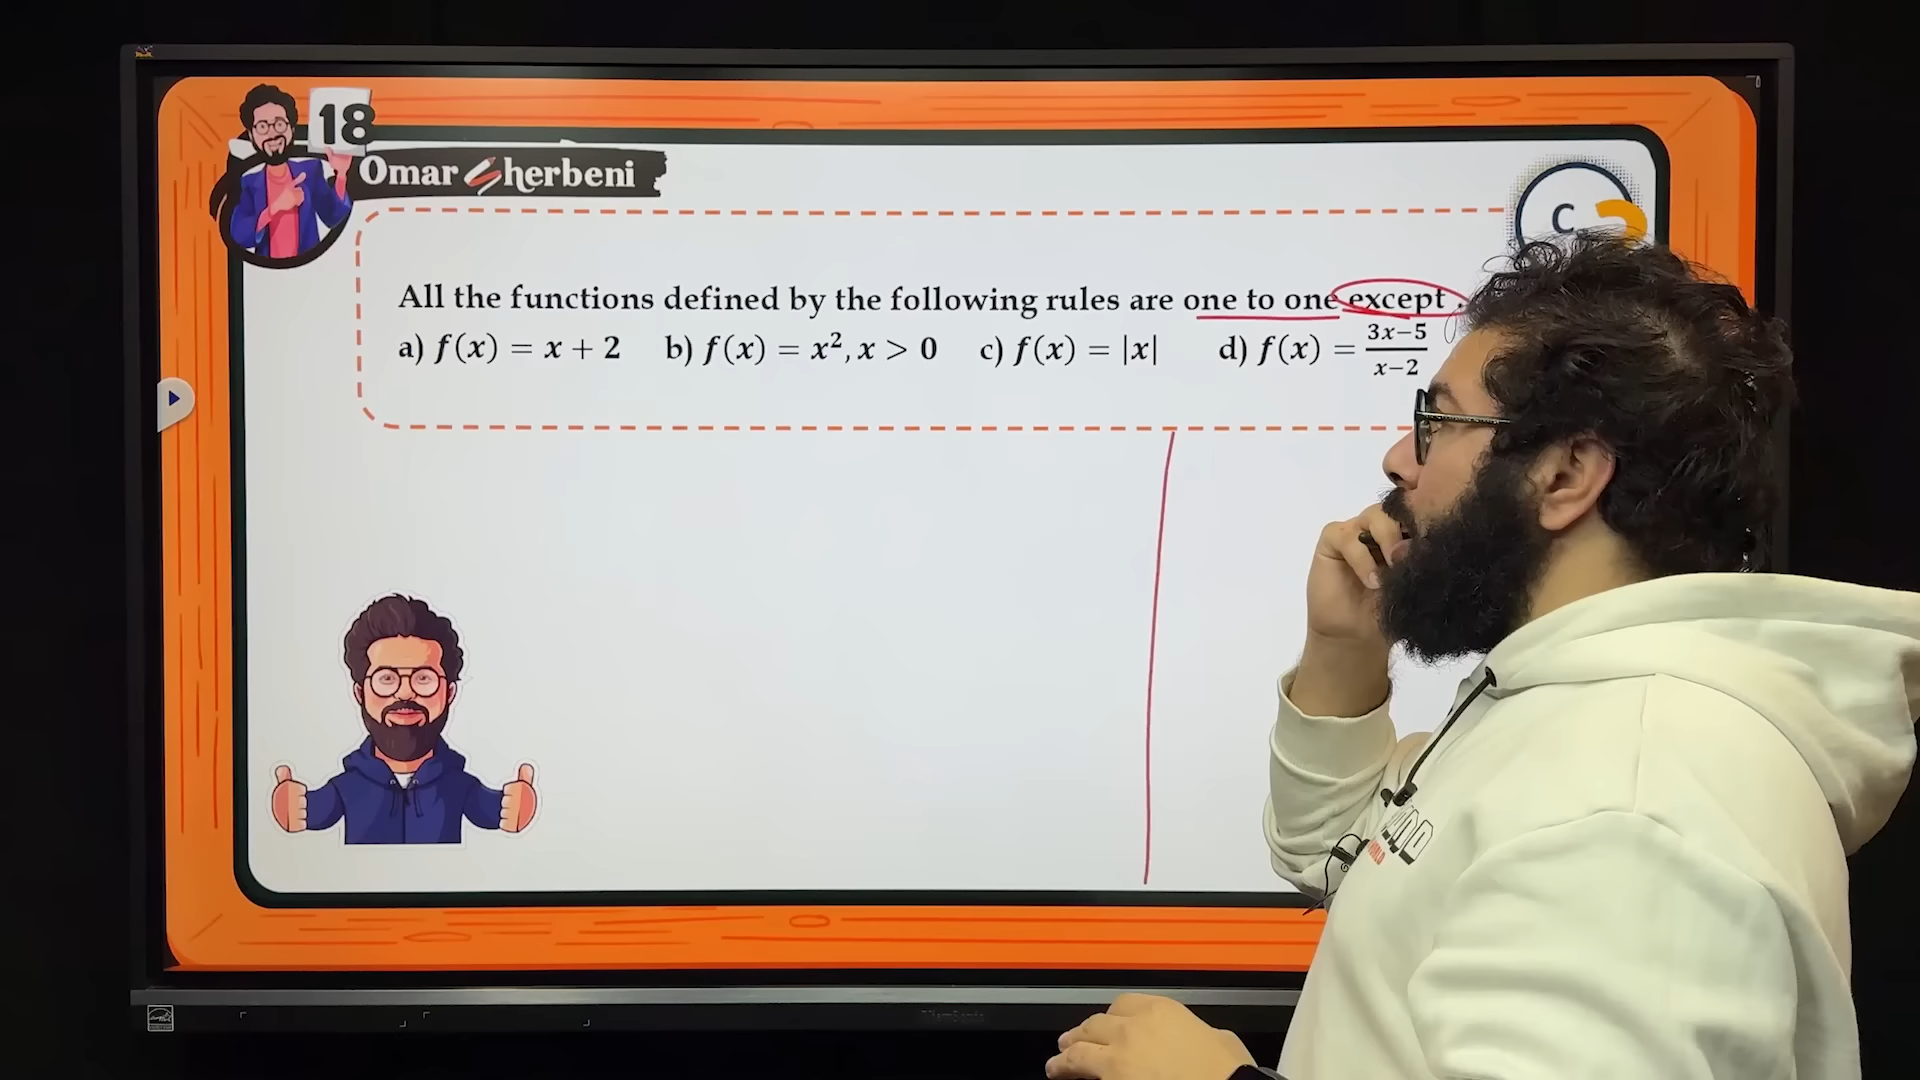 18
Omar Sherbeni
C
All the functions defined by the following rules are one to one except .
a) f(x) = x + 2 b) f(x) = x², x > 0 c) f(x) = |x| d) f(x) = \frac{3x-5}{x-2}